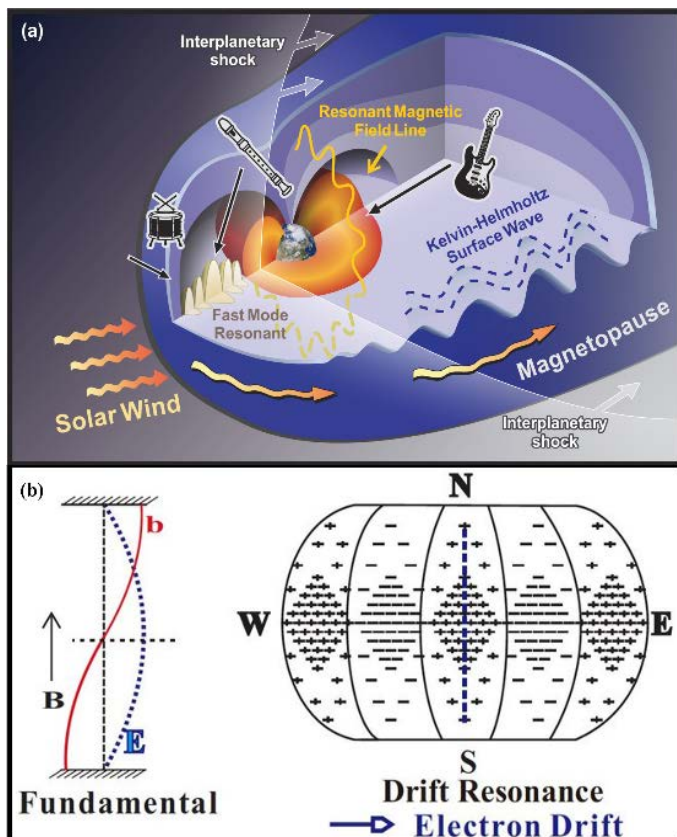 (a)
Interplanetary
shock
Resonant Magnetic
Field Line
Kelvin-Helmholtz
Surface Wave
Fast Mode
Resonant
Magnetopause
Solar Wind
Interplanetary
shock
(b)
b
B
E
Fundamental
N
W
E
S
Drift Resonance
Electron Drift